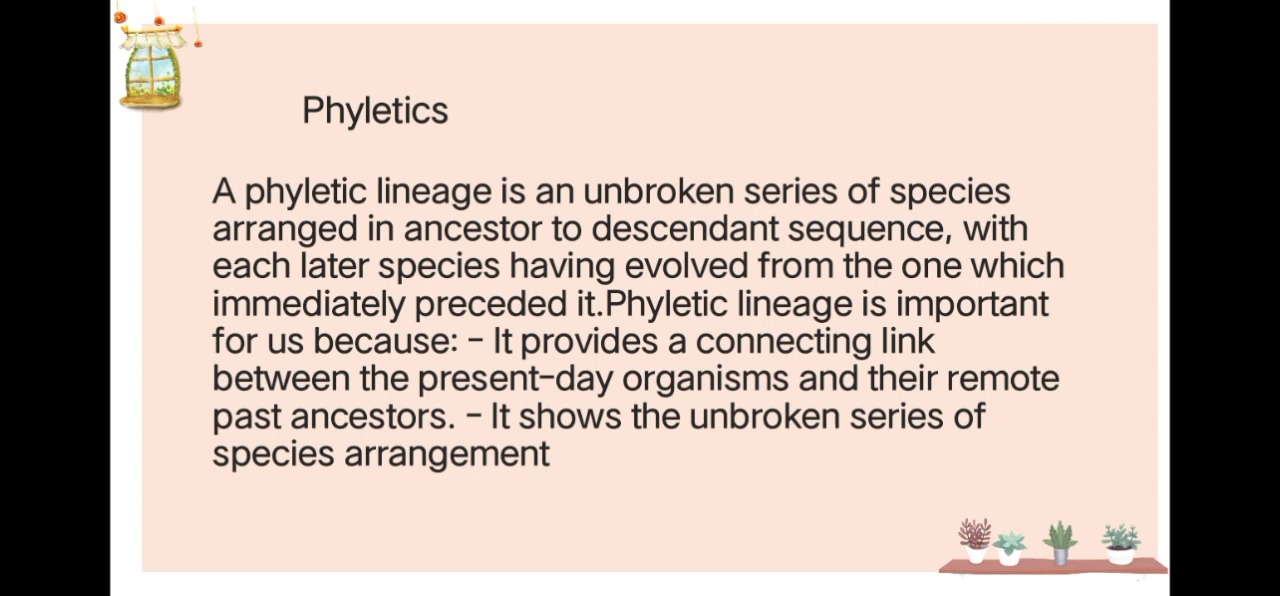 Phyletics
A phyletic lineage is an unbroken series of species
arranged in ancestor to descendant sequence, with
each later species having evolved from the one which
immediately preceded it.Phyletic lineage is important
for us because: - It provides a connecting link
between the present-day organisms and their remote
past ancestors. - It shows the unbroken series of
species arrangement